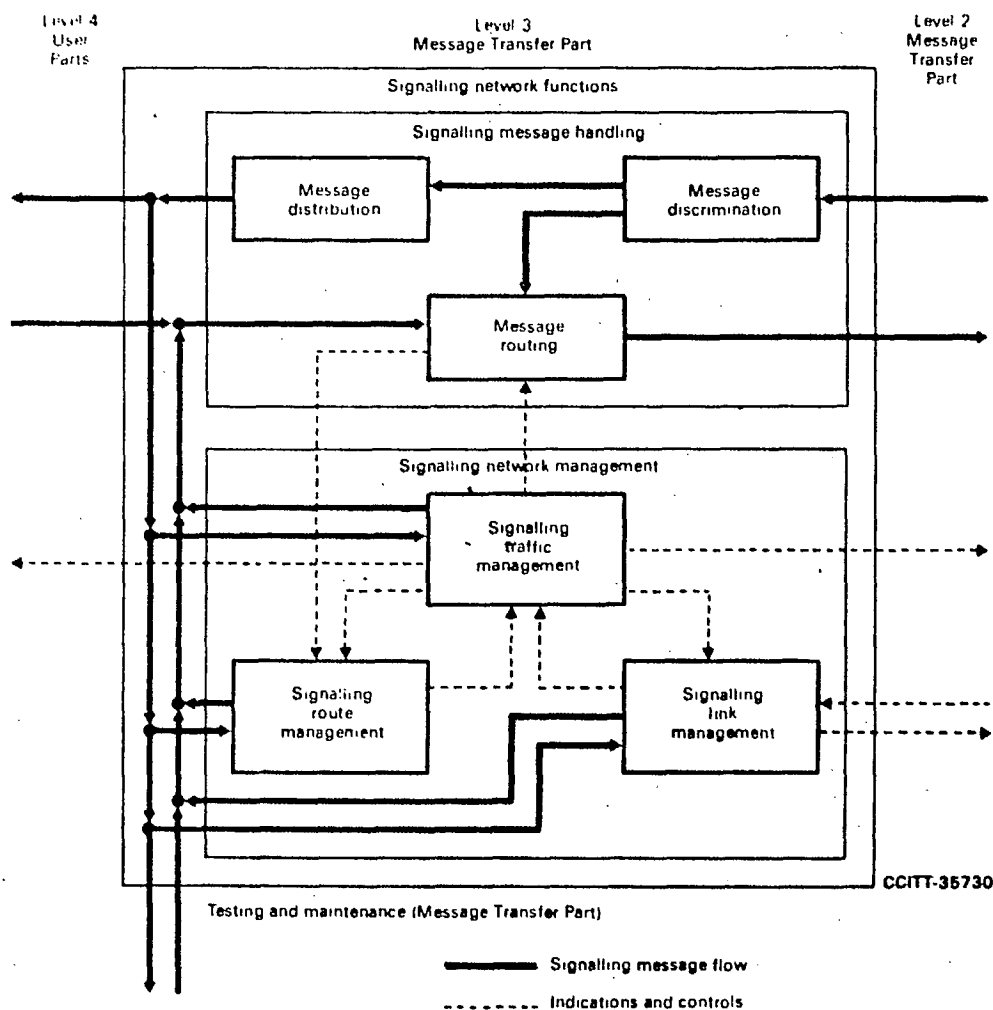 Level 4
User
Parts
Level 3
Message Transfer Part
Level 2
Message
Transfer
Part
Signalling network functions
Signalling message handling
Message
distribution
Message
discrimination
Message
routing
Signalling network management
Signalling
traffic
management
Signalling
route
management
Signalling
link
management
CCITT-35730
Testing and maintenance (Message Transfer Part)
Signalling message flow
Indications and controls